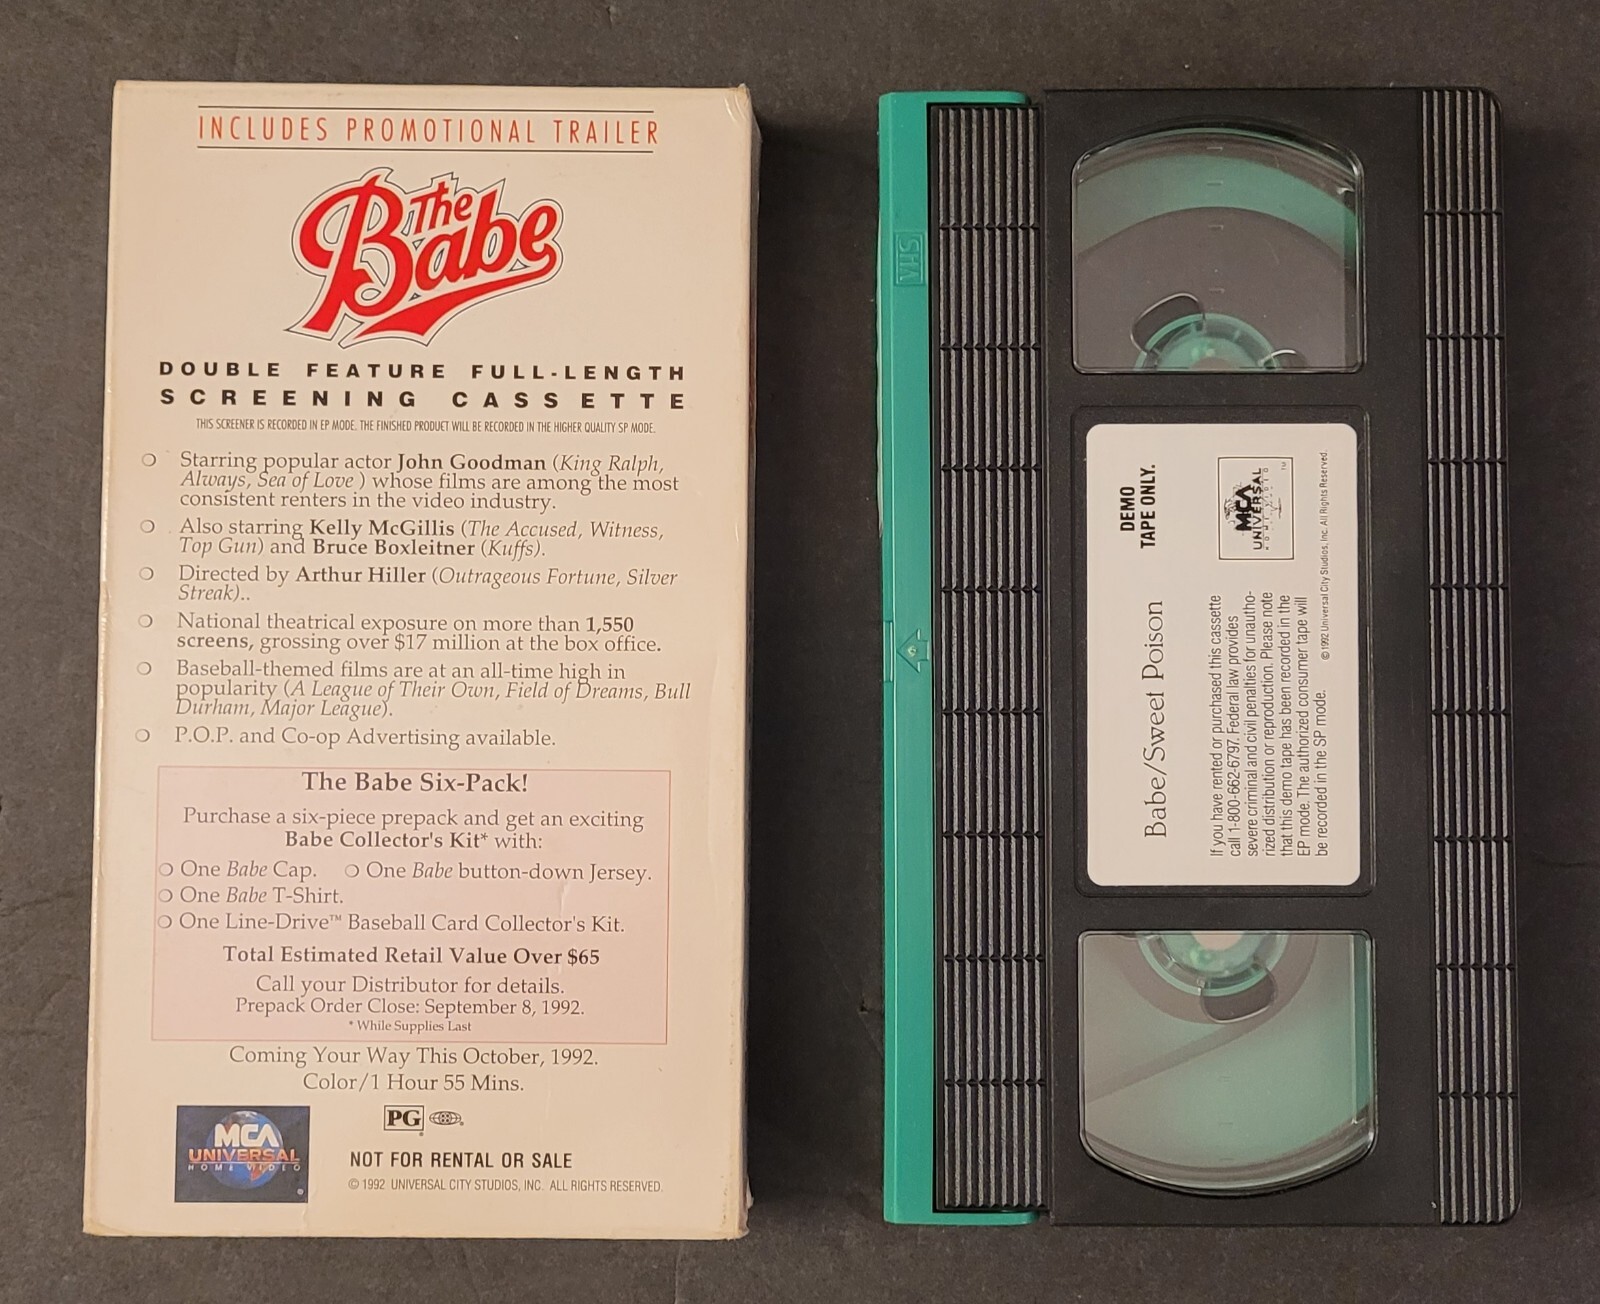 INCLUDES PROMOTIONAL TRAILER
The
Babe
DOUBLE FEATURE FULL-LENGTH
SCREENING CASSETTE
THIS SCREENER IS RECORDED IN EP MODE. THE FINISHED PRODUCT WILL BE RECORDED IN THE HIGHER QUALITY SP MODE.
❍ Starring popular actor John Goodman (King Ralph,
Always, Sea of Love ) whose films are among the most
consistent renters in the video industry.
❍ Also starring Kelly McGillis (The Accused, Witness,
Top Gun) and Bruce Boxleitner (Kuffs).
❍ Directed by Arthur Hiller (Outrageous Fortune, Silver
Streak)..
❍ National theatrical exposure on more than 1,550
screens, grossing over $17 million at the box office.
❍ Baseball-themed films are at an all-time high in
popularity (A League of Their Own, Field of Dreams, Bull
Durham, Major League).
❍ P.O.P. and Co-op Advertising available.
The Babe Six-Pack!
Purchase a six-piece prepack and get an exciting
Babe Collector's Kit* with:
❍ One Babe Cap. ❍ One Babe button-down Jersey.
❍ One Babe T-Shirt.
❍ One Line-Drive™ Baseball Card Collector's Kit.
Total Estimated Retail Value Over $65
Call your Distributor for details.
Prepack Order Close: September 8, 1992.
* While Supplies Last
Coming Your Way This October, 1992.
Color/1 Hour 55 Mins.
PG ®
MCA
UNIVERSAL
HOME VIDEO
®
NOT FOR RENTAL OR SALE
© 1992 UNIVERSAL CITY STUDIOS, INC. ALL RIGHTS RESERVED.
VHS
DEMO
TAPE ONLY.
Babe/Sweet Poison
MCA
UNIVERSAL
HOME VIDEO
™
If you have rented or purchased this cassette
call 1-800-662-6797. Federal law provides
severe criminal and civil penalties for unautho-
rized distribution or reproduction. Please note
that this demo tape has been recorded in the
EP mode. The authorized consumer tape will
be recorded in the SP mode.
© 1992 Universal City Studios, Inc. All Rights Reserved.